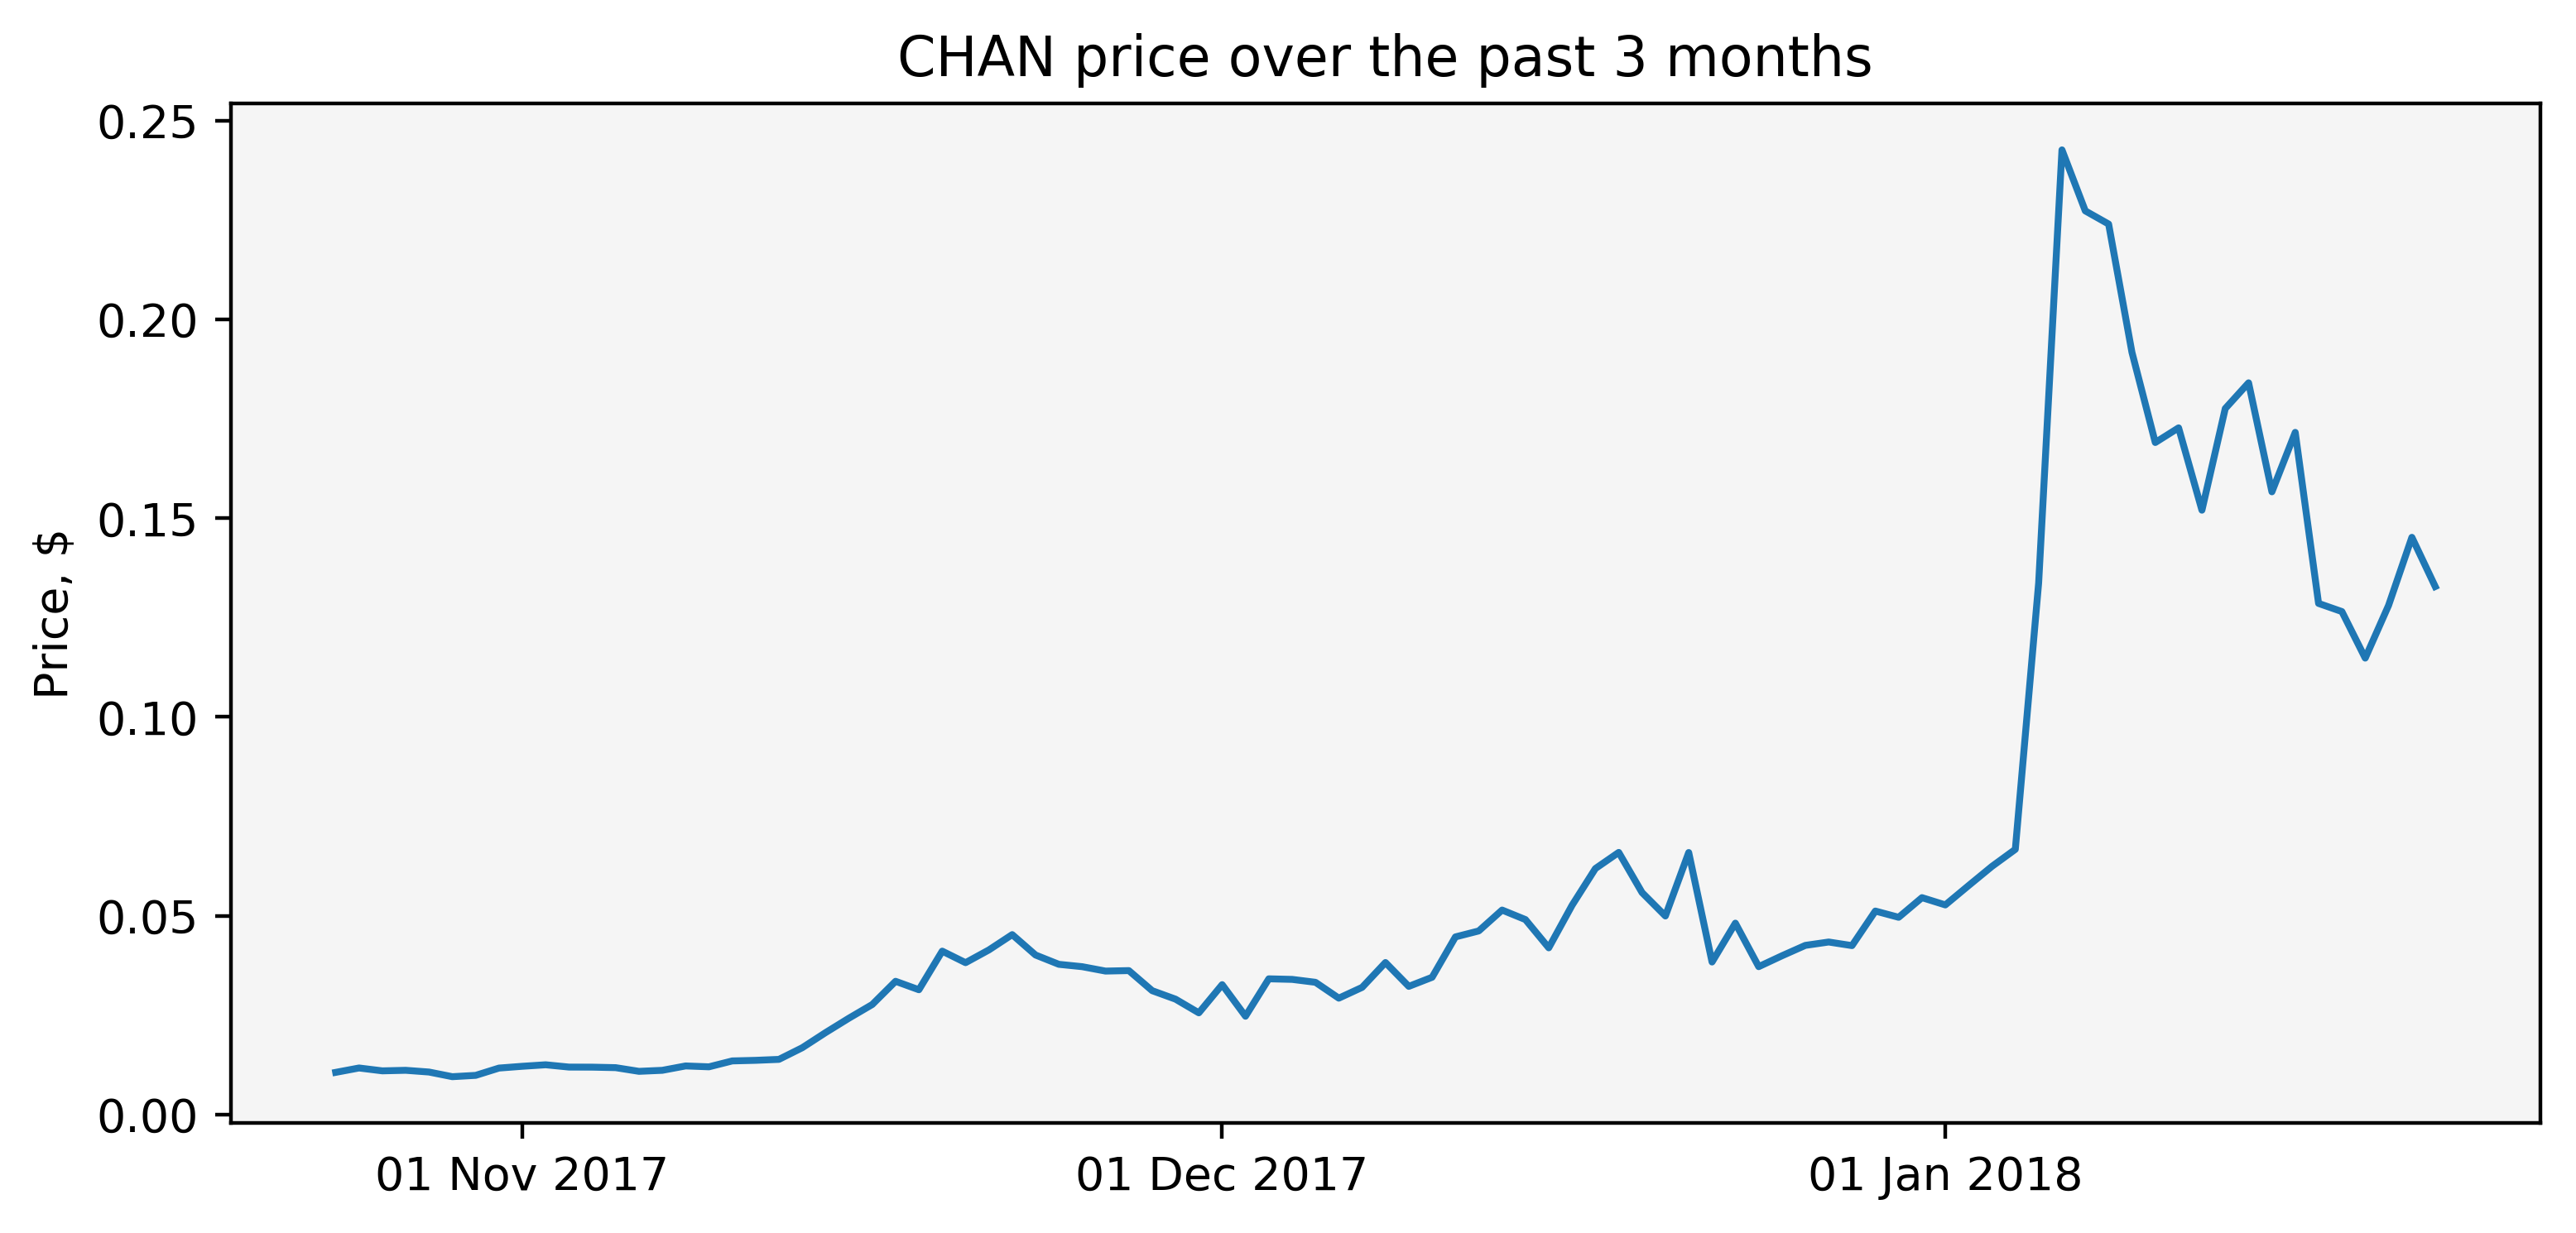 CHAN price over the past 3 months
Price, $
0.25
0.20
0.15
0.10
0.05
0.00
01 Nov 2017
01 Dec 2017
01 Jan 2018